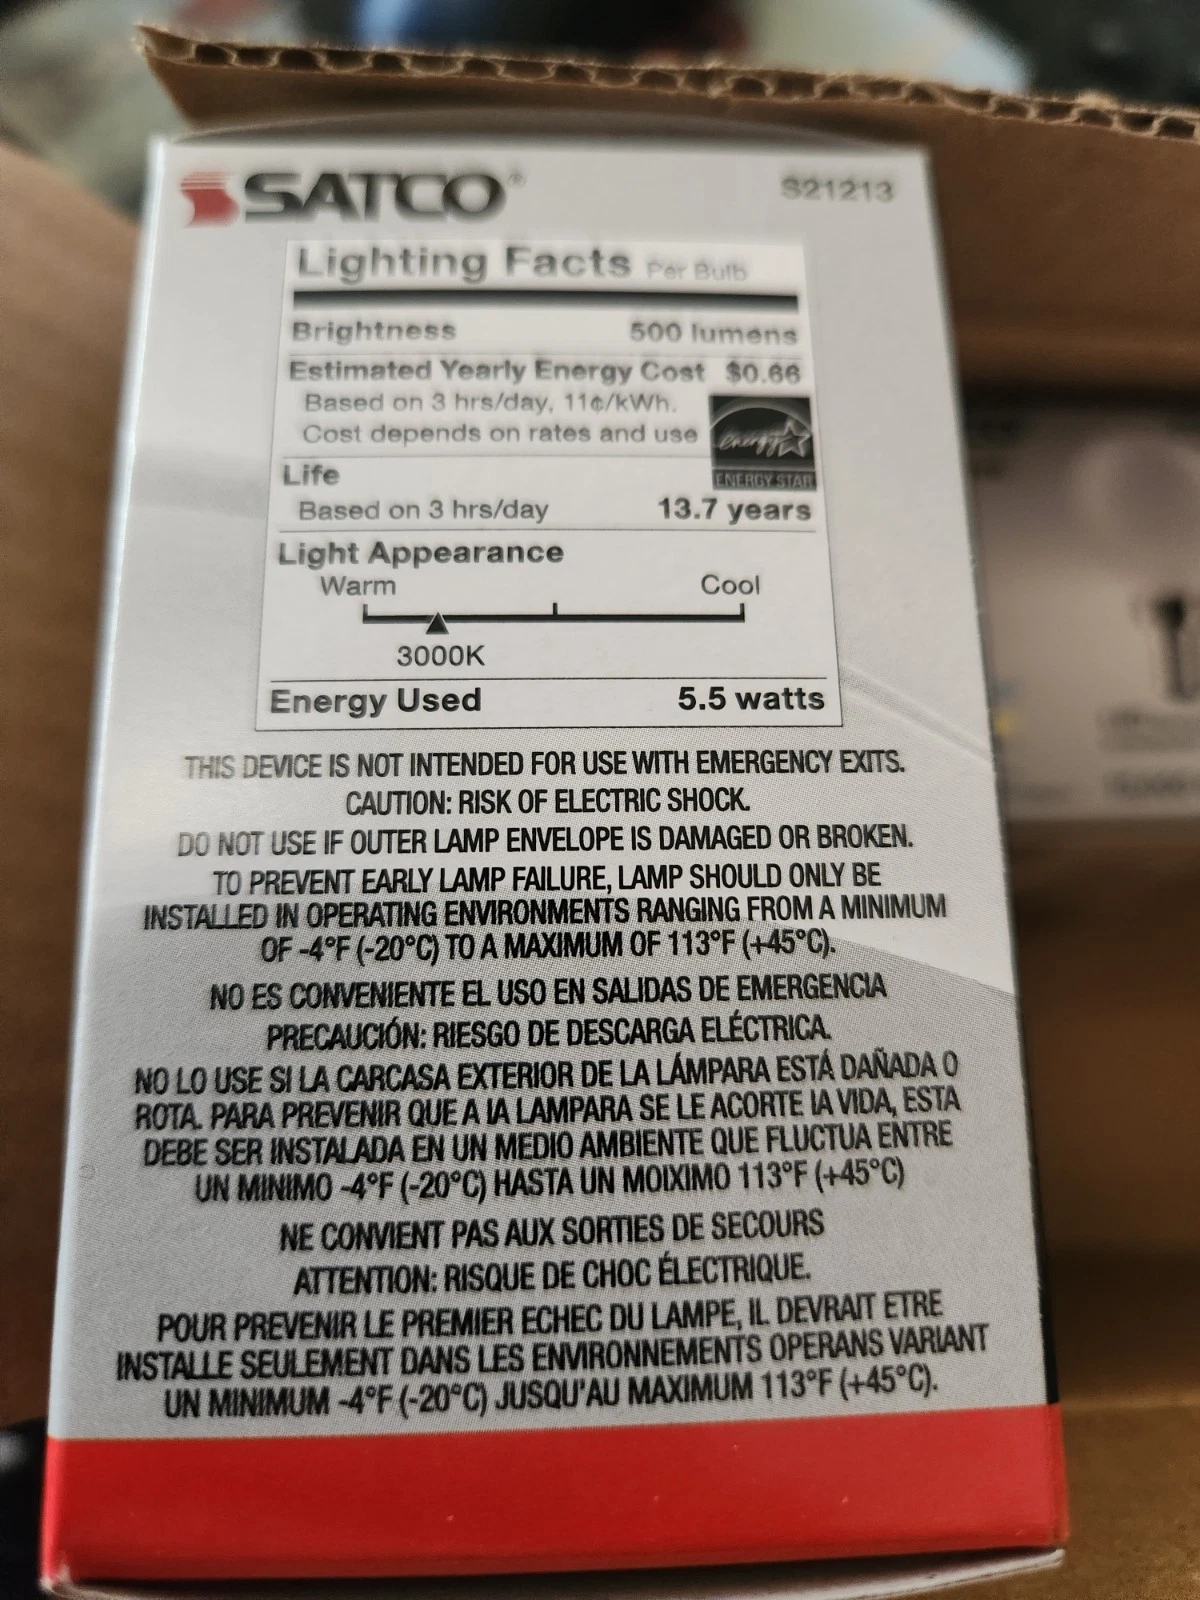 SATCO®
S21213
Lighting Facts Per Bulb
Brightness 500 lumens
Estimated Yearly Energy Cost $0.66
Based on 3 hrs/day, 11¢/kWh.
Cost depends on rates and use
energy
ENERGY STAR
Life
Based on 3 hrs/day 13.7 years
Light Appearance
Warm Cool
3000K
Energy Used 5.5 watts
THIS DEVICE IS NOT INTENDED FOR USE WITH EMERGENCY EXITS.
CAUTION: RISK OF ELECTRIC SHOCK.
DO NOT USE IF OUTER LAMP ENVELOPE IS DAMAGED OR BROKEN.
TO PREVENT EARLY LAMP FAILURE, LAMP SHOULD ONLY BE
INSTALLED IN OPERATING ENVIRONMENTS RANGING FROM A MINIMUM
OF -4°F (-20°C) TO A MAXIMUM OF 113°F (+45°C).
NO ES CONVENIENTE EL USO EN SALIDAS DE EMERGENCIA
PRECAUCIÓN: RIESGO DE DESCARGA ELÉCTRICA.
NO LO USE SI LA CARCASA EXTERIOR DE LA LÁMPARA ESTÁ DAÑADA O
ROTA. PARA PREVENIR QUE A IA LAMPARA SE LE ACORTE IA VIDA, ESTA
DEBE SER INSTALADA EN UN MEDIO AMBIENTE QUE FLUCTUA ENTRE
UN MINIMO -4°F (-20°C) HASTA UN MOIXIMO 113°F (+45°C)
NE CONVIENT PAS AUX SORTIES DE SECOURS
ATTENTION: RISQUE DE CHOC ÉLECTRIQUE.
POUR PREVENIR LE PREMIER ECHEC DU LAMPE, IL DEVRAIT ETRE
INSTALLE SEULEMENT DANS LES ENVIRONNEMENTS OPERANS VARIANT
UN MINIMUM -4°F (-20°C) JUSQU'AU MAXIMUM 113°F (+45°C).